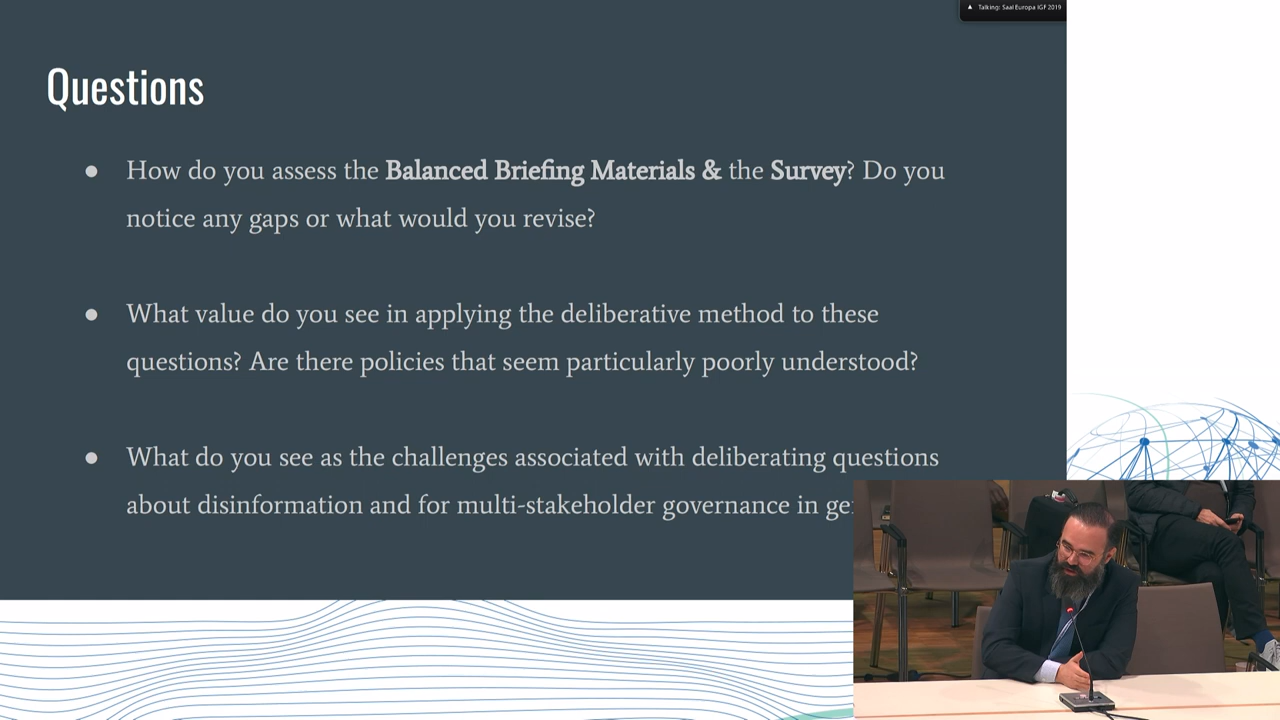 Talking: Saal Europa IGF 2019
Questions
● How do you assess the Balanced Briefing Materials & the Survey? Do you
notice any gaps or what would you revise?
● What value do you see in applying the deliberative method to these
questions? Are there policies that seem particularly poorly understood?
● What do you see as the challenges associated with deliberating questions
about disinformation and for multi-stakeholder governance in ge